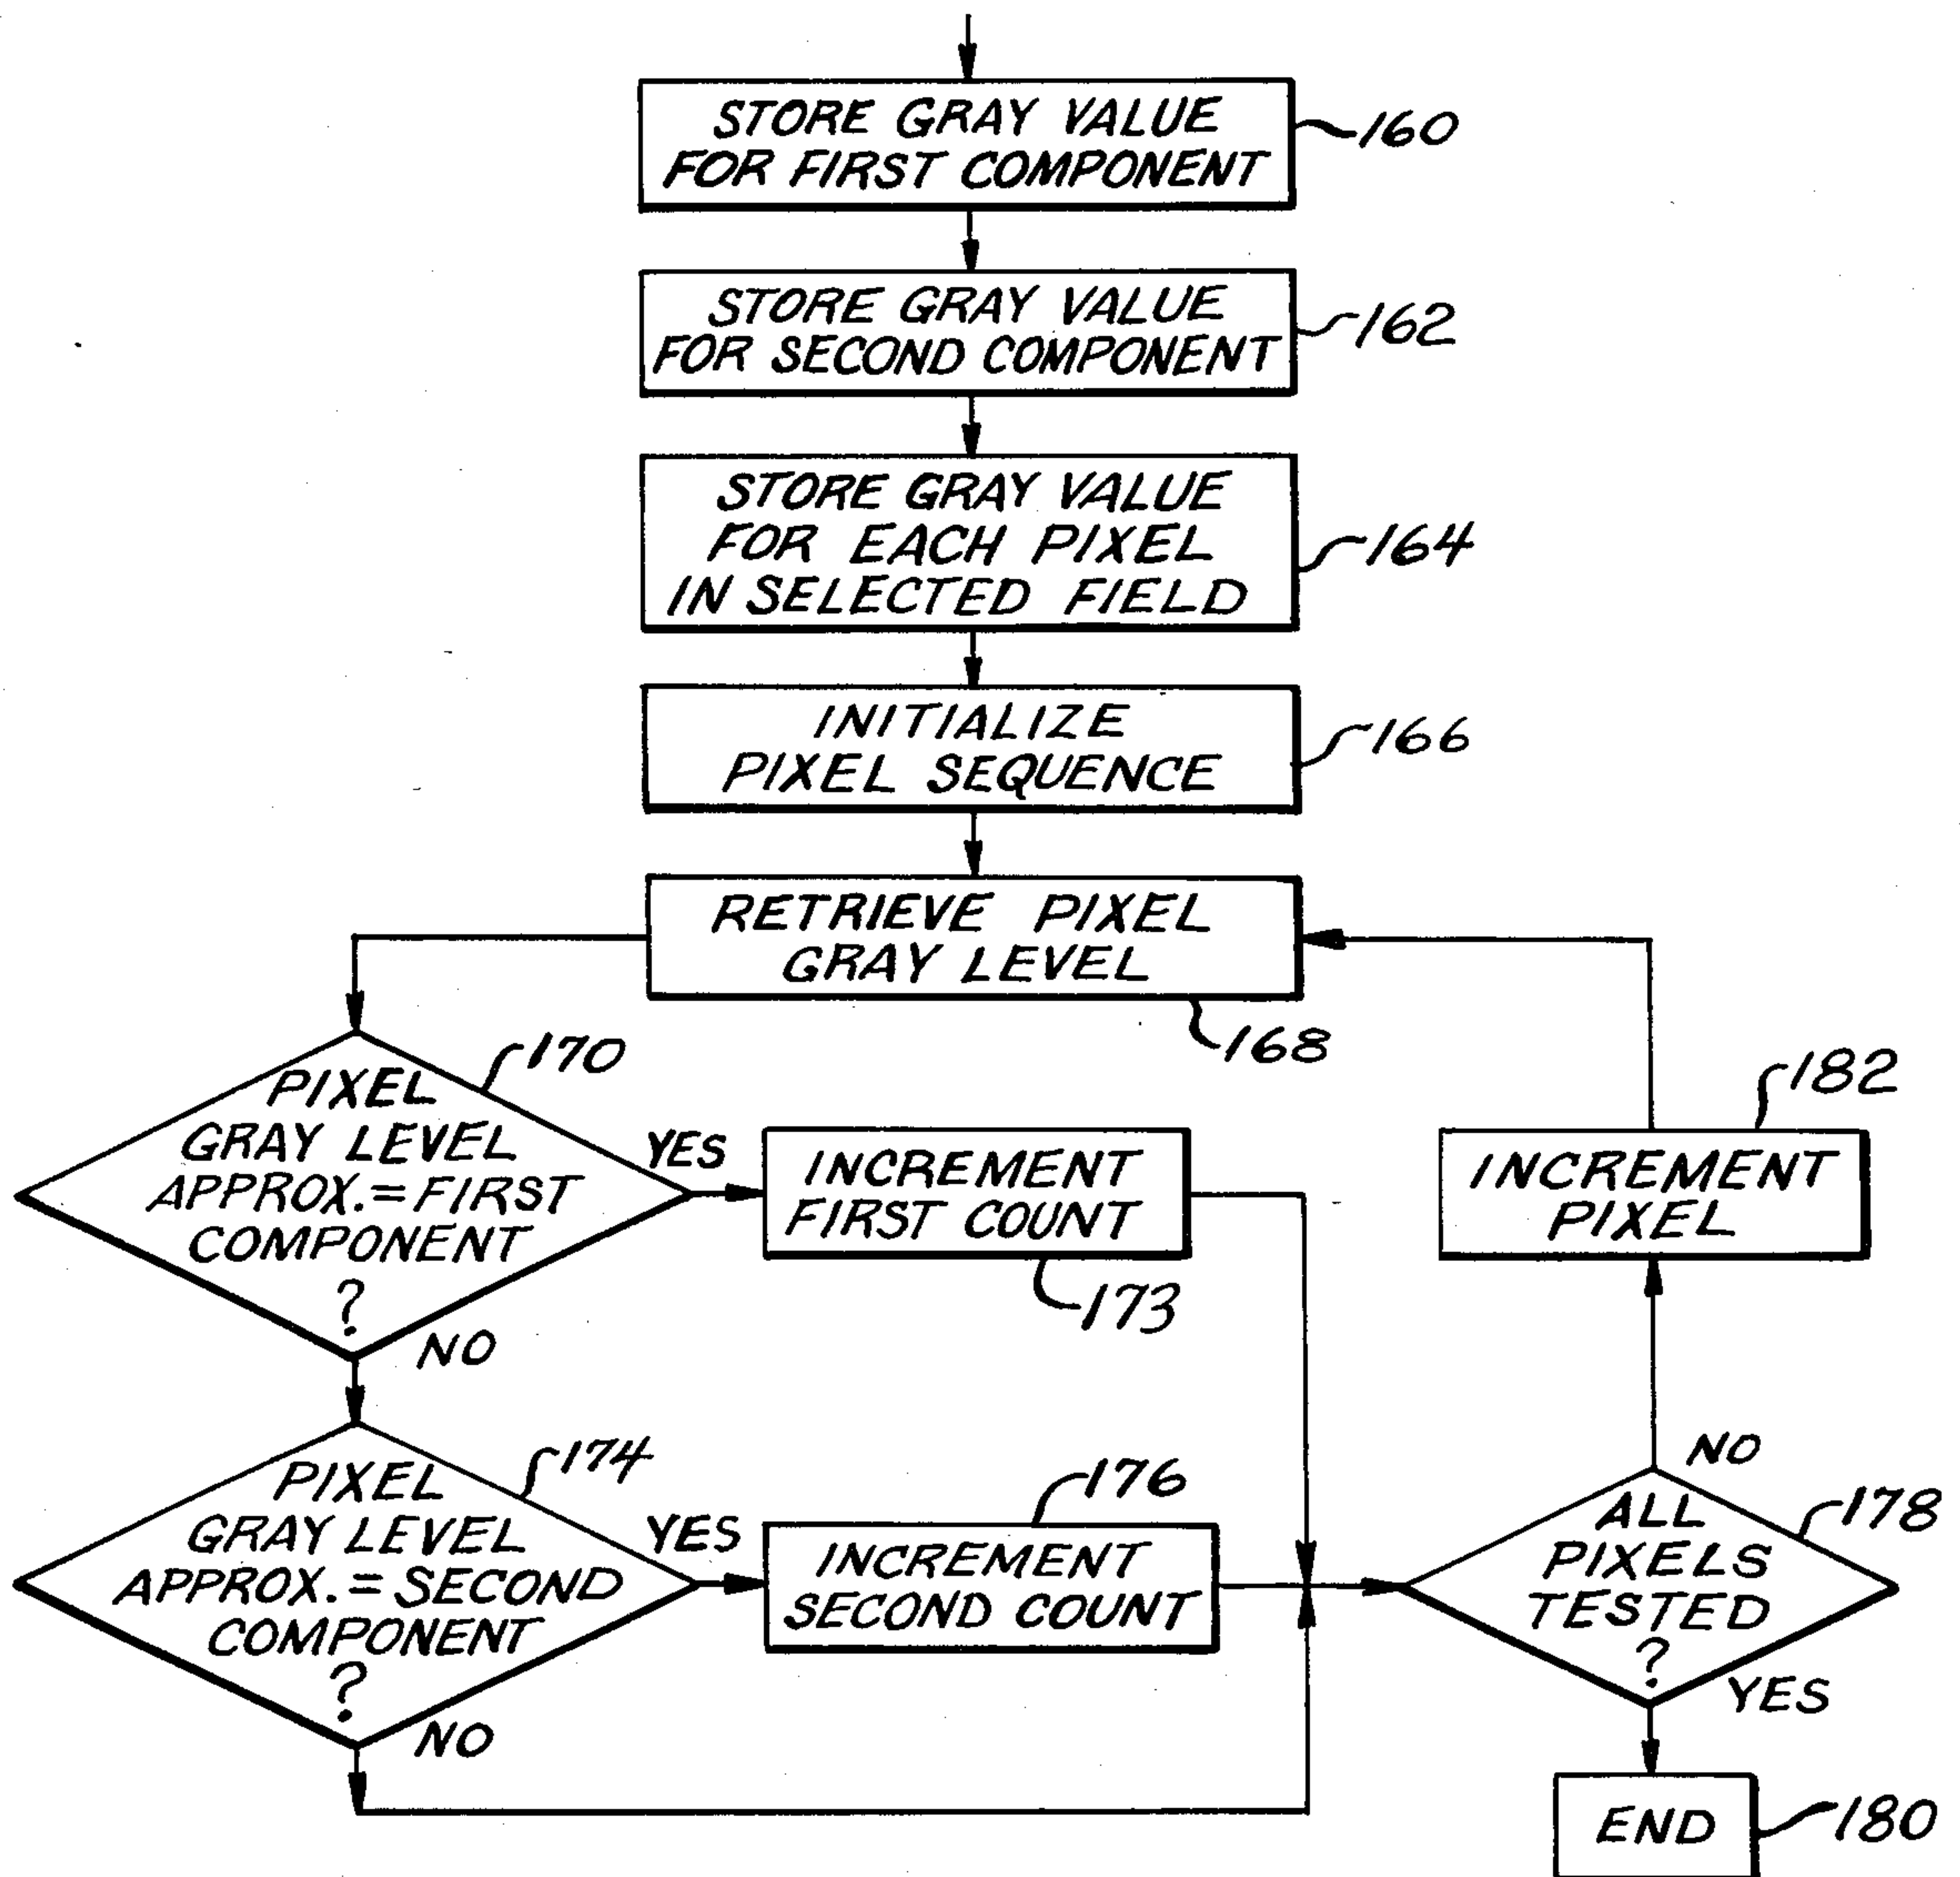 STORE GRAY VALUE
FOR FIRST COMPONENT
160
STORE GRAY VALUE
FOR SECOND COMPONENT
162
STORE GRAY VALUE
FOR EACH PIXEL
IN SELECTED FIELD
164
INITIALIZE
PIXEL SEQUENCE
166
RETRIEVE PIXEL
GRAY LEVEL
168
PIXEL
GRAY LEVEL
APPROX.=FIRST
COMPONENT
?
170
YES
NO
INCREMENT
FIRST COUNT
173
INCREMENT
PIXEL
182
PIXEL
GRAY LEVEL
APPROX.=SECOND
COMPONENT
?
174
YES
NO
INCREMENT
SECOND COUNT
176
NO
ALL
PIXELS
TESTED
?
178
YES
END
180